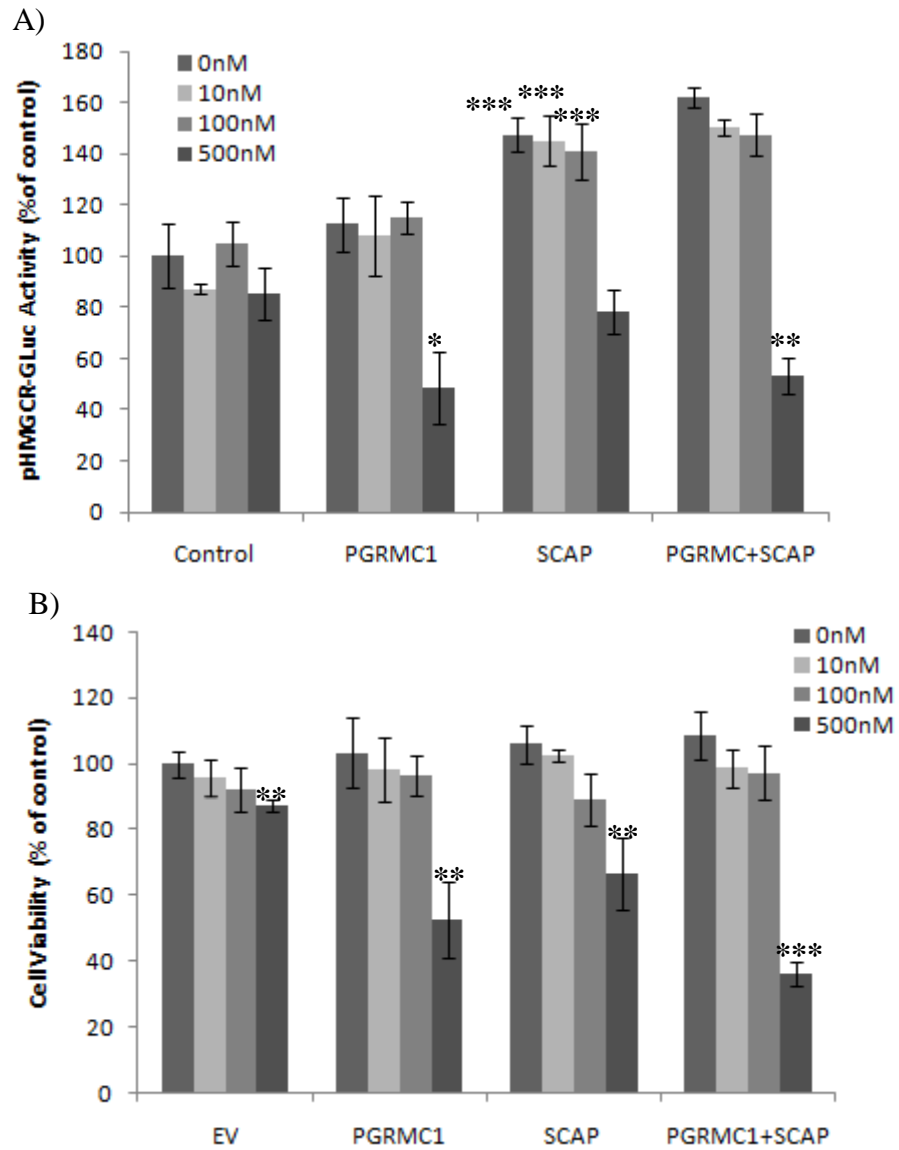 A)
pHMGCR-GLuc Activity (%of control)
180
160
140
120
100
80
60
40
20
0
0nM
10nM
100nM
500nM
***
***
***
*
**
Control
PGRMC1
SCAP
PGRMC+SCAP
B)
CellViability (% of control)
140
120
100
80
60
40
20
0
0nM
10nM
100nM
500nM
**
**
**
***
EV
PGRMC1
SCAP
PGRMC1+SCAP